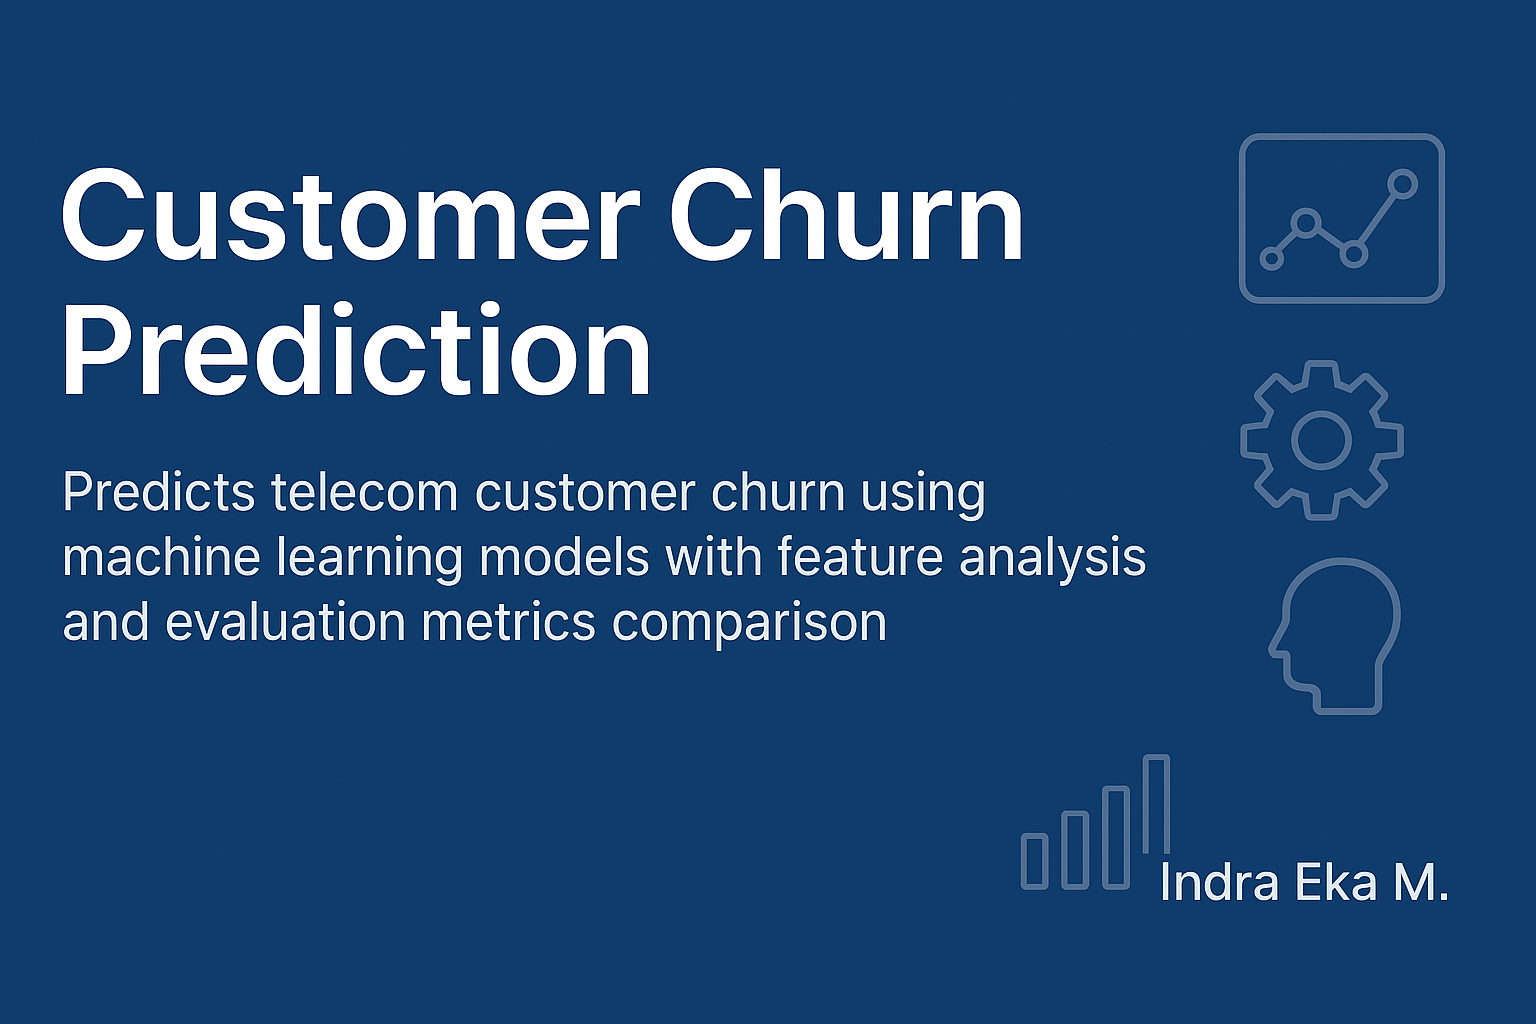 Customer Churn
Prediction
Predicts telecom customer churn using
machine learning models with feature analysis
and evaluation metrics comparison
Indra Eka M.